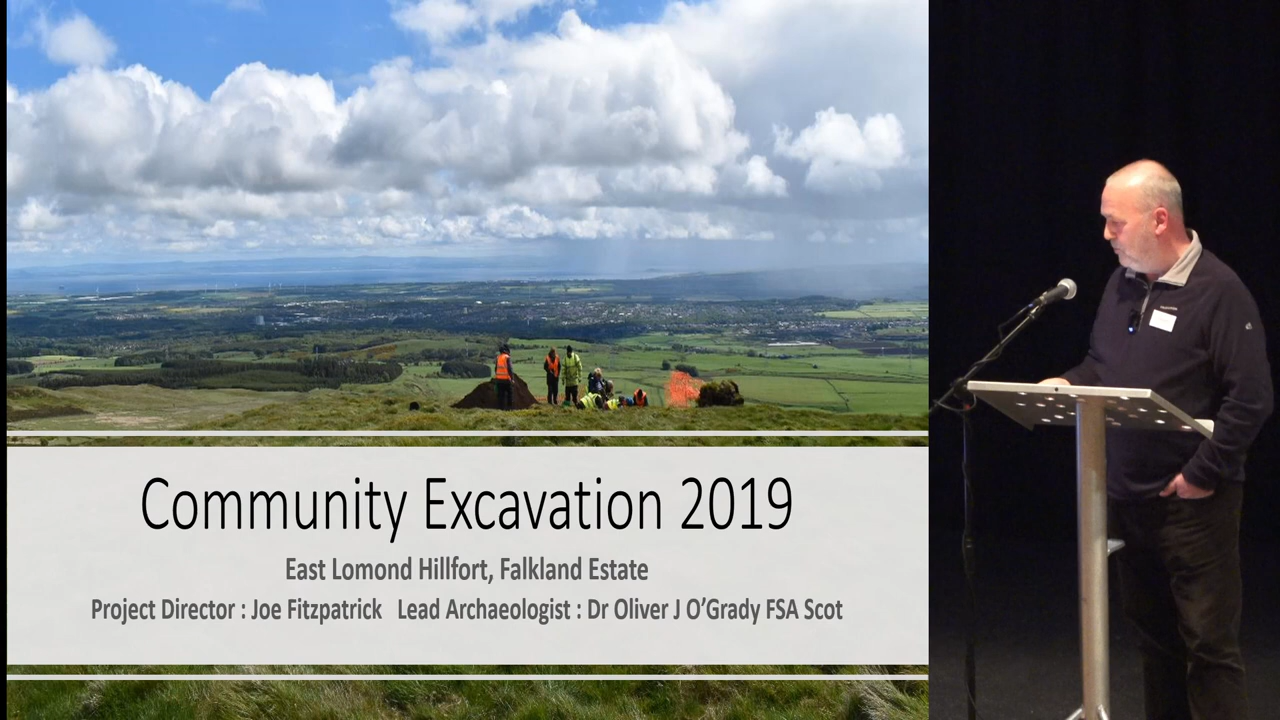 Community Excavation 2019
East Lomond Hillfort, Falkland Estate
Project Director : Joe Fitzpatrick Lead Archaeologist : Dr Oliver J O’Grady FSA Scot